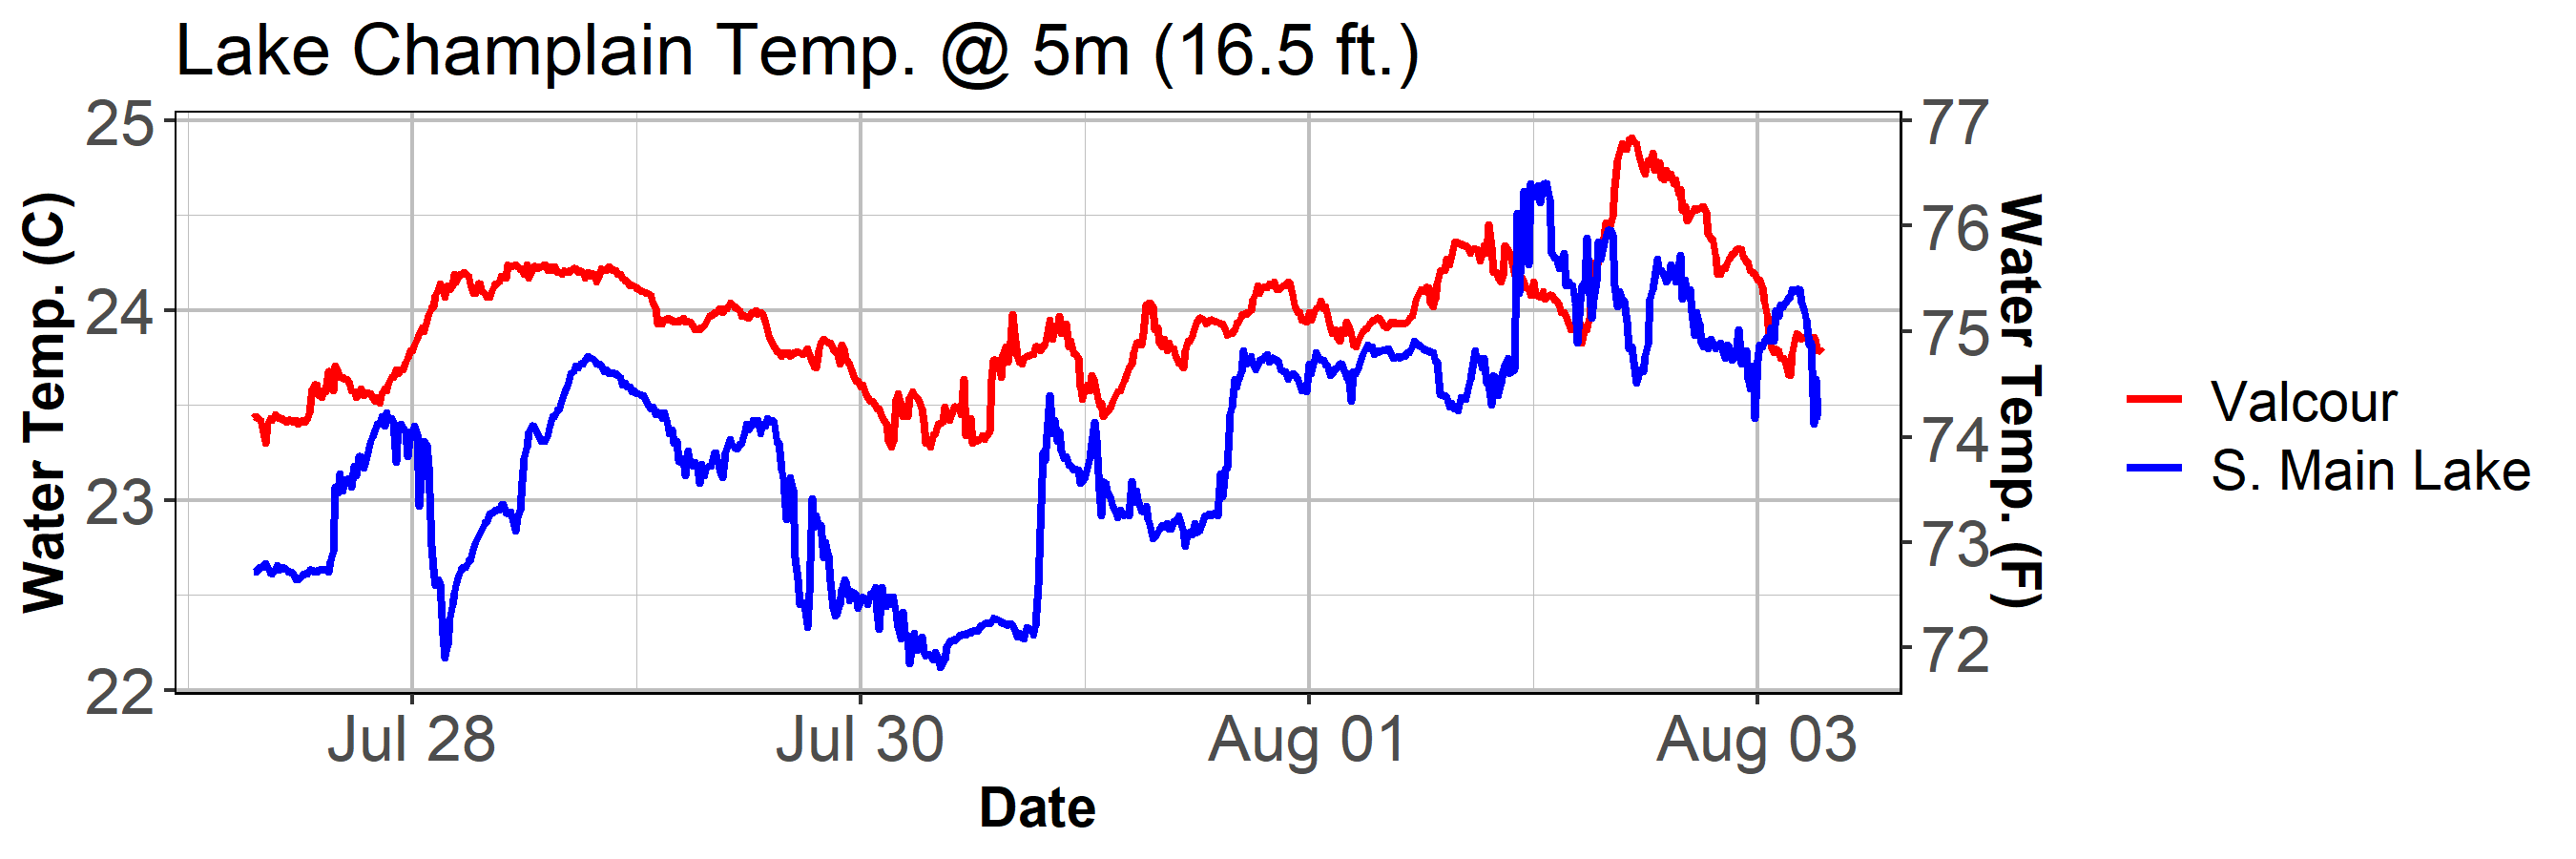 Lake Champlain Temp. @ 5m (16.5 ft.)
Water Temp. (C)
25
24
23
22
77
76
75
74
73
72
Water Temp. (F)
Jul 28
Jul 30
Aug 01
Aug 03
Date
Valcour
S. Main Lake